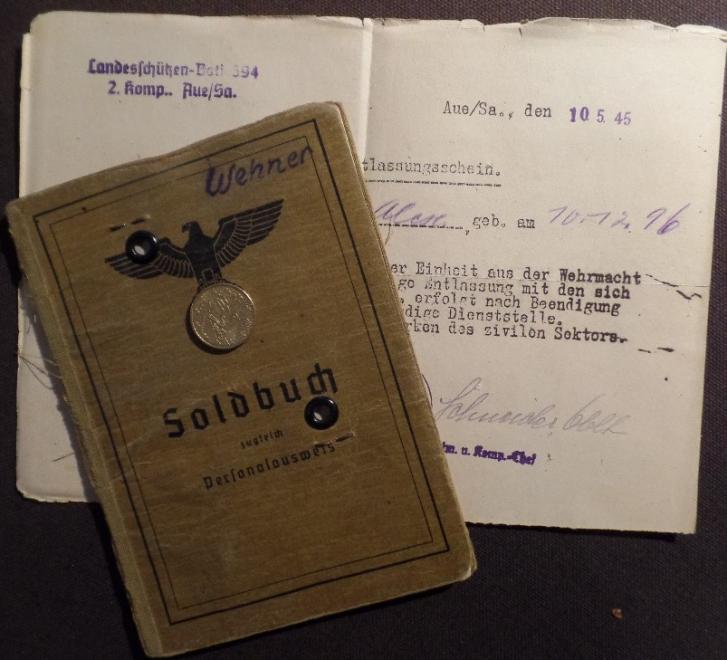 Landesschützen-Batl 394
2. Komp.. Aue/Sa.
Aue/Sa., den 10 5. 45
tlassungsschein.
geb. am 10.12.96
er Einheit aus der Wehrmacht
ge Entlassung mit den sich
erfolgt nach Beendigung
dige Dienststelle.
rken des zivilen Sektors.
Schneider
m. u. Komp.-Chef
Wehner
Soldbuch
zugleich
Personalausweis